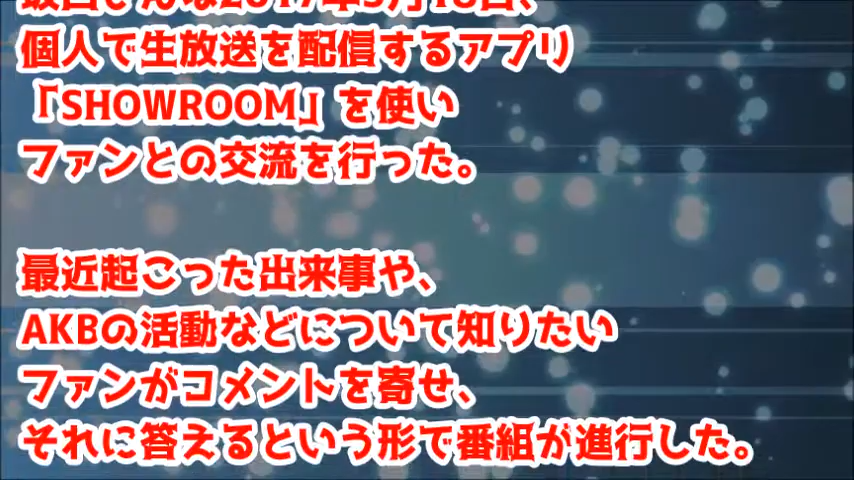 個人で生放送を配信するアプリ
『SHOWROOM』を使い
ファンとの交流を行った。
最近起こった出来事や、
AKBの活動などについて知りたい
ファンがコメントを寄せ、
それに答えるという形で番組が進行した。